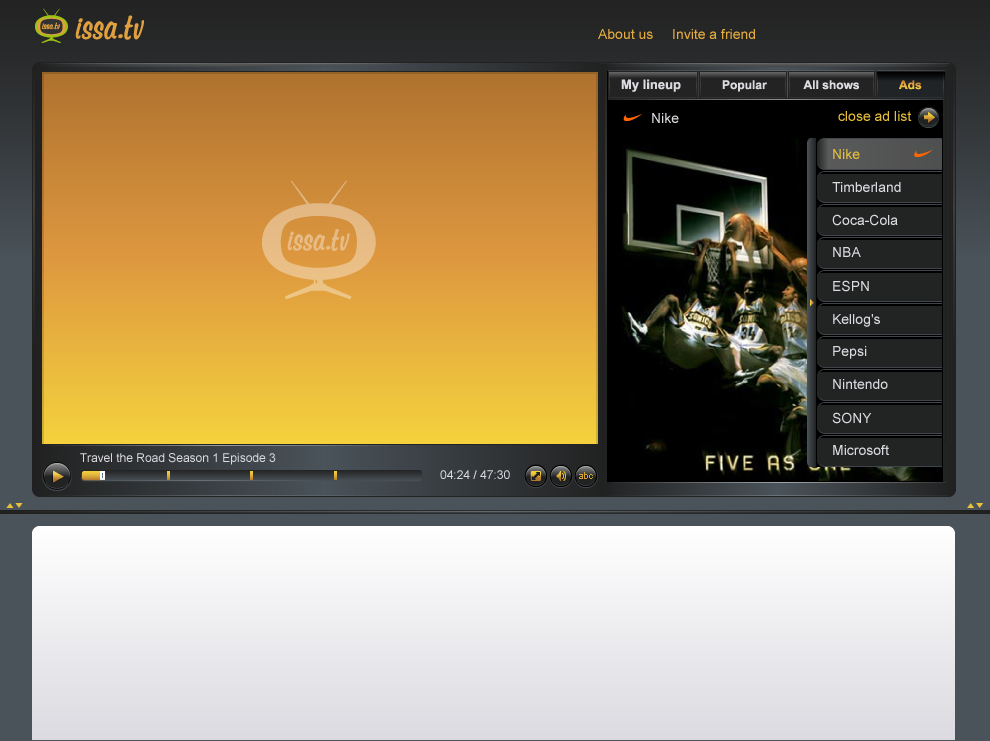 issa.tv issa.tv
About us Invite a friend
My lineup Popular All shows Ads
Nike close ad list
issa.tv
Nike
Timberland
Coca-Cola
NBA
ESPN
Kellog's
Pepsi
Nintendo
SONY
Microsoft
SONICS
34
FIVE AS ONE
Travel the Road Season 1 Episode 3
04:24 / 47:30 abc